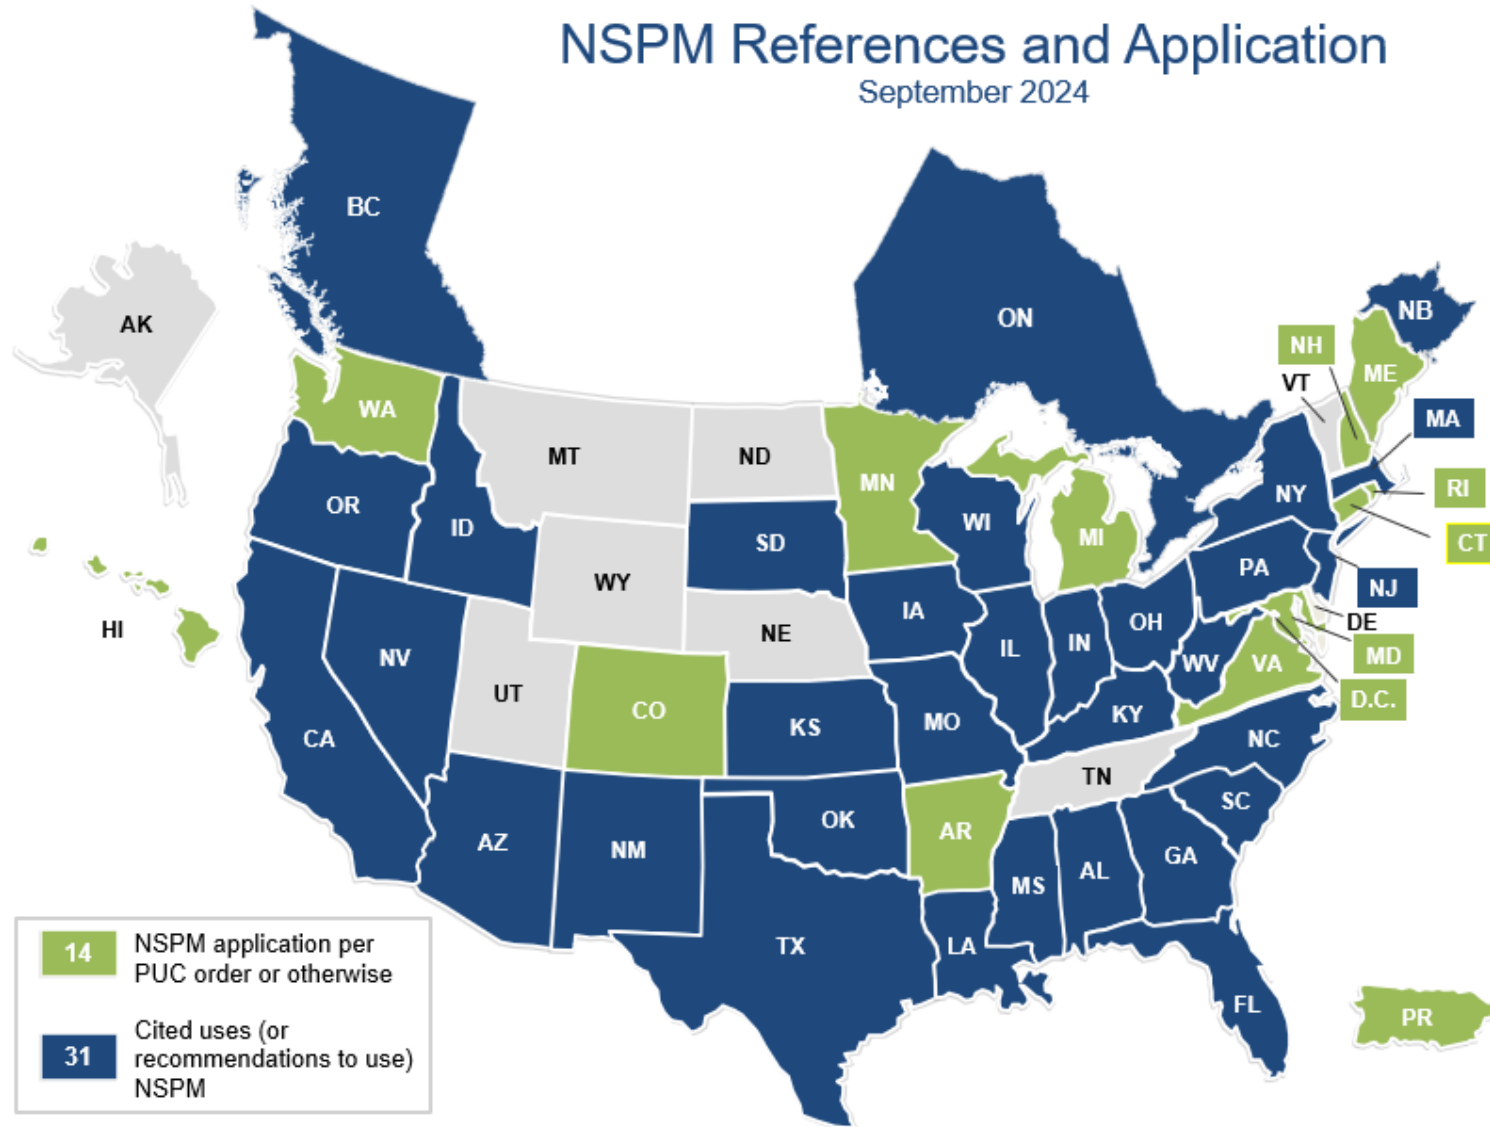 NSPM References and Application
September 2024
BC
AK
ON
NB
NH
ME
VT
WA
MA
MT
ND
MN
RI
NY
OR
ID
WI
MI
CT
SD
PA
WY
NJ
IA
OH
DE
HI
NE
IL
IN
NV
WV
VA
MD
UT
CO
D.C.
KY
MO
KS
CA
NC
TN
SC
OK
AR
AZ
NM
GA
AL
MS
TX
LA
FL
PR
14
NSPM application per
PUC order or otherwise
31
Cited uses (or
recommendations to use)
NSPM